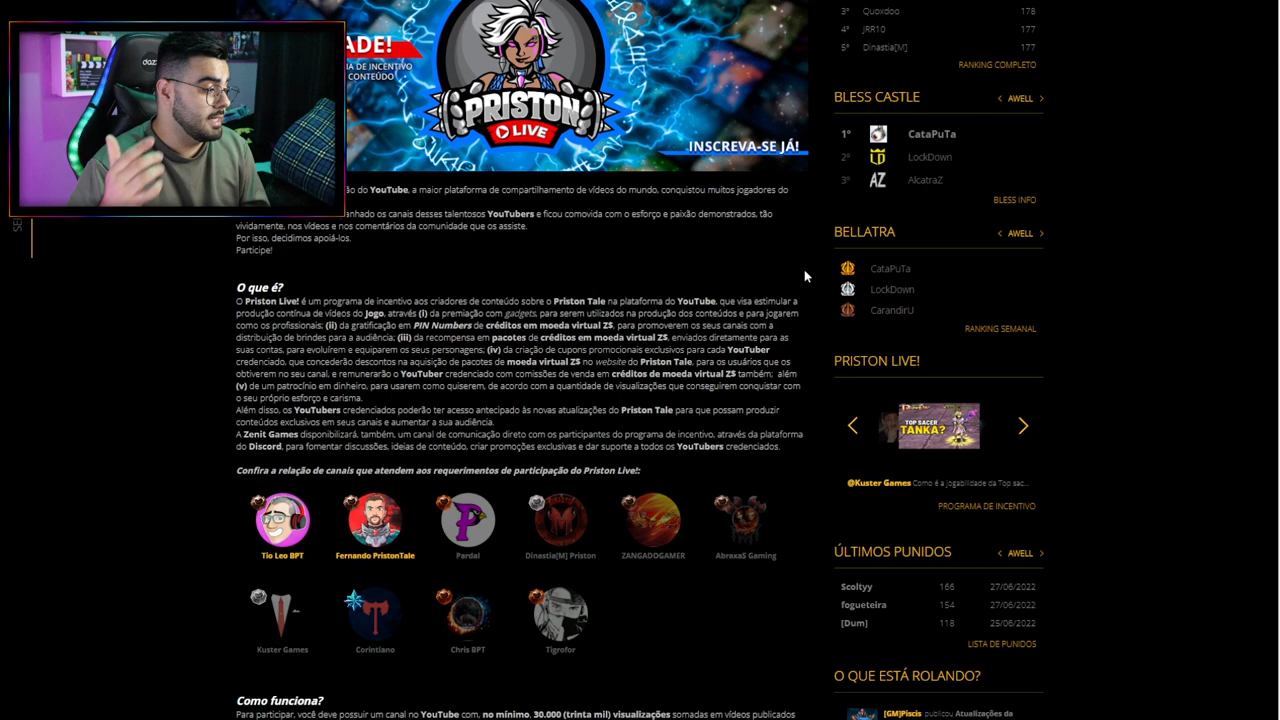 ADE!
IA DE INCENTIVO
CONTEÚDO
PRISTON
LIVE
INSCREVA-SE JÁ!
ão do YouTube, a maior plataforma de compartilhamento de vídeos do mundo, conquistou muitos jogadores do
anhado os canais desses talentosos YouTubers e ficou comovida com o esforço e paixão demonstrados, tão
vividamente, nos vídeos e nos comentários da comunidade que os assiste.
Por isso, decidimos apoiá-los.
Participe!
O que é?
O Priston Live! é um programa de incentivo aos criadores de conteúdo sobre o Priston Tale na plataforma do YouTube, que visa estimular a
produção contínua de vídeos do Jogo, através (i) da premiação com gadgets, para serem utilizados na produção dos conteúdos e para jogarem
como os profissionais; (ii) da gratificação em PIN Numbers de créditos em moeda virtual Z$, para promoverem os seus canais com a
distribuição de brindes para a audiência; (iii) da recompensa em pacotes de créditos em moeda virtual Z$, enviados diretamente para as
suas contas, para evoluírem e equiparem os seus personagens; (iv) da criação de cupons promocionais exclusivos para cada YouTuber
credenciado, que concederão descontos na aquisição de pacotes de moeda virtual Z$ no website do Priston Tale, para os usuários que os
obtiverem no seu canal, e remunerarão o YouTuber credenciado com comissões de venda em créditos de moeda virtual Z$ também; além
(v) de um patrocínio em dinheiro, para usarem como quiserem, de acordo com a quantidade de visualizações que conseguirem conquistar com
o seu próprio esforço e carisma.
Além disso, os YouTubers credenciados poderão ter acesso antecipado às novas atualizações do Priston Tale para que possam produzir
conteúdos exclusivos em seus canais e aumentar a sua audiência.
A Zenit Games disponibilizará, também, um canal de comunicação direto com os participantes do programa de incentivo, através da plataforma
do Discord, para fomentar discussões, ideias de conteúdo, criar promoções exclusivas e dar suporte a todos os YouTubers credenciados.
Confira a relação de canais que atendem aos requerimentos de participação do Priston Live!:
Tio Leo BPT
Fernando PristonTale
Pardal
Dinastia[M] Priston
ZANGADOGAMER
AbraxaS Gaming
Kuster Games
Corintiano
Chris BPT
Tigrofor
Como funciona?
Para participar, você deve possuir um canal no YouTube com, no mínimo, 30.000 (trinta mil) visualizações somadas em vídeos publicados
3º Quoxdoo 178
4º JRR10 177
5º Dinastia[M] 177
RANKING COMPLETO
BLESS CASTLE < AWELL >
1º CataPuTa
2º LockDown
3º AZ AlcatraZ
BLESS INFO
BELLATRA < AWELL >
CataPuTa
LockDown
CarandirU
RANKING SEMANAL
PRISTON LIVE!
TOP SACER
TANKA?
@Kuster Games Como é a jogabilidade da Top sac...
PROGRAMA DE INCENTIVO
ÚLTIMOS PUNIDOS < AWELL >
Scoltyy 166 27/06/2022
fogueteira 154 27/06/2022
[Dum] 118 25/06/2022
LISTA DE PUNIDOS
O QUE ESTÁ ROLANDO?
[GM]Piscis publicou Atualizações da